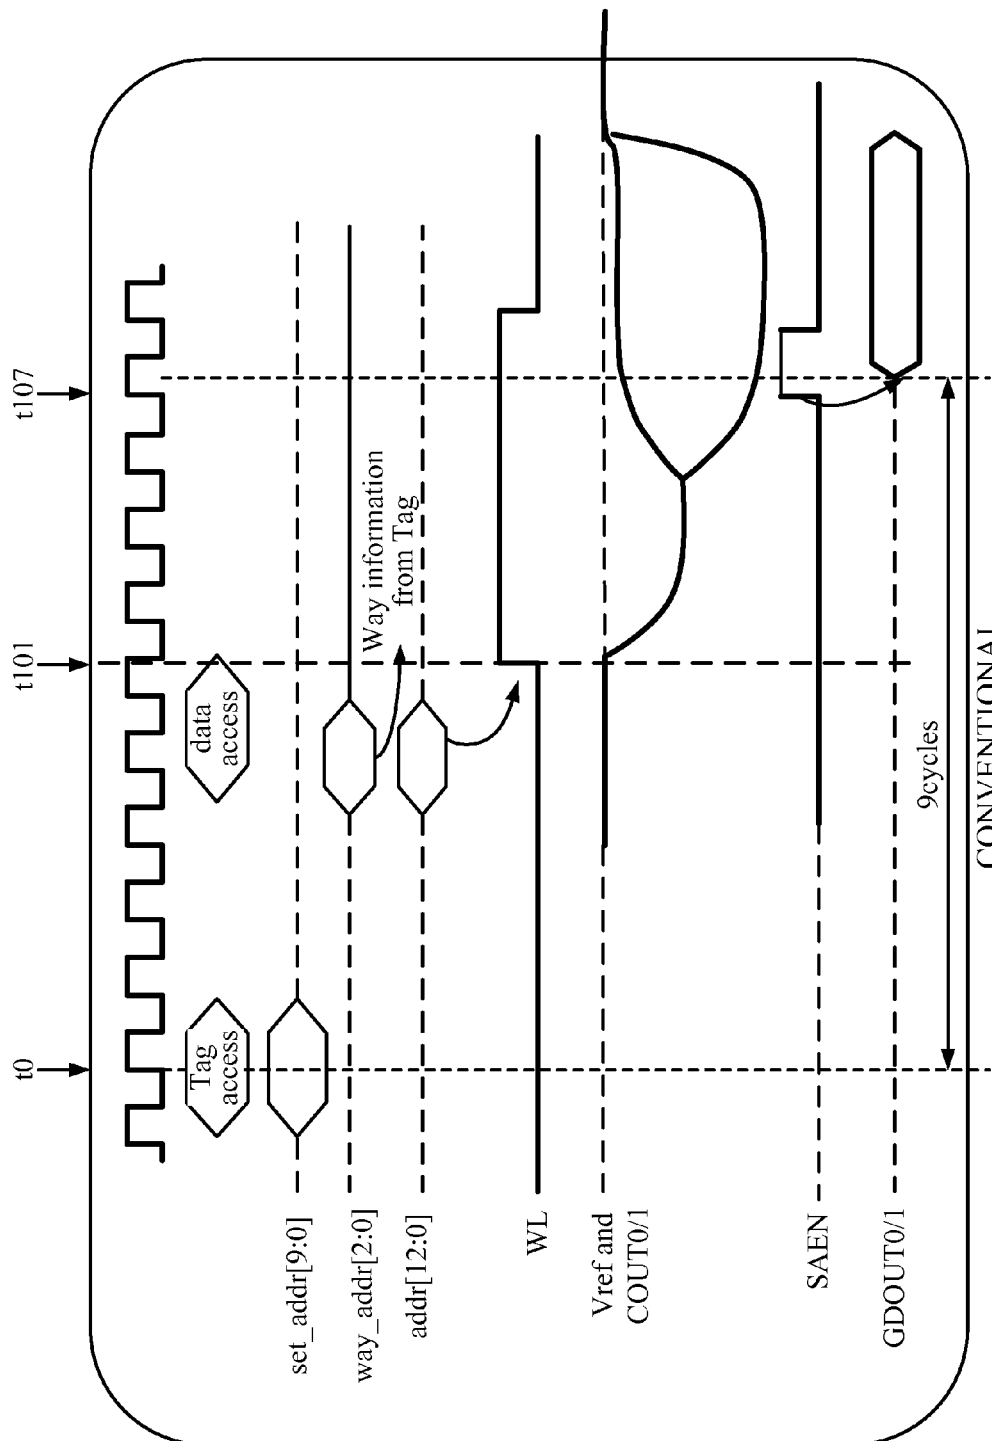 t0
t101
t107
Tag
access
data
access
set_addr[9:0]
way_addr[2:0]
Way information
from Tag
addr[12:0]
WL
Vref and
COUT0/1
SAEN
GDOUT0/1
9cycles
CONVENTIONAL